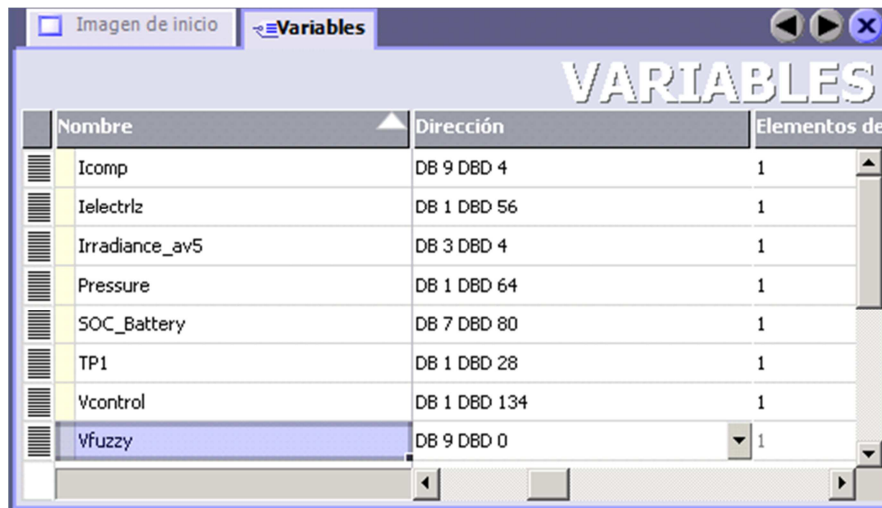 Imagen de inicio Variables
VARIABLES
Nombre Dirección Elementos de
Icomp DB 9 DBD 4 1
Ielectrlz DB 1 DBD 56 1
Irradiance_av5 DB 3 DBD 4 1
Pressure DB 1 DBD 64 1
SOC_Battery DB 7 DBD 80 1
TP1 DB 1 DBD 28 1
Vcontrol DB 1 DBD 134 1
Vfuzzy DB 9 DBD 0 1